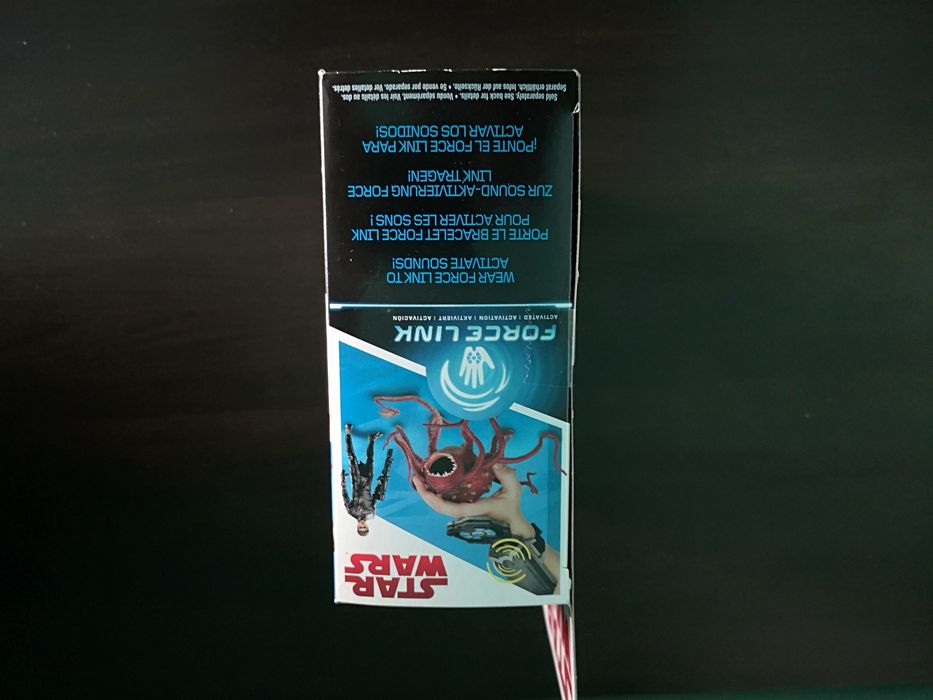 STAR
WARS
FORCE LINK
ACTIVATED | ACTIVATION | AKTIVIERT | ACTIVACIÓN
WEAR FORCE LINK TO
ACTIVATE SOUNDS!
PORTE LE BRACELET FORCE LINK
POUR ACTIVER LES SONS !
ZUR SOUND-AKTIVIERUNG FORCE
LINK TRAGEN!
¡PONTE EL FORCE LINK PARA
ACTIVAR LOS SONIDOS!
Sold separately. See back for details. • Vendu séparément. Voir les détails au dos.
Separat erhältlich. Infos auf der Rückseite. • Se vende por separado. Ver detalles detrás.